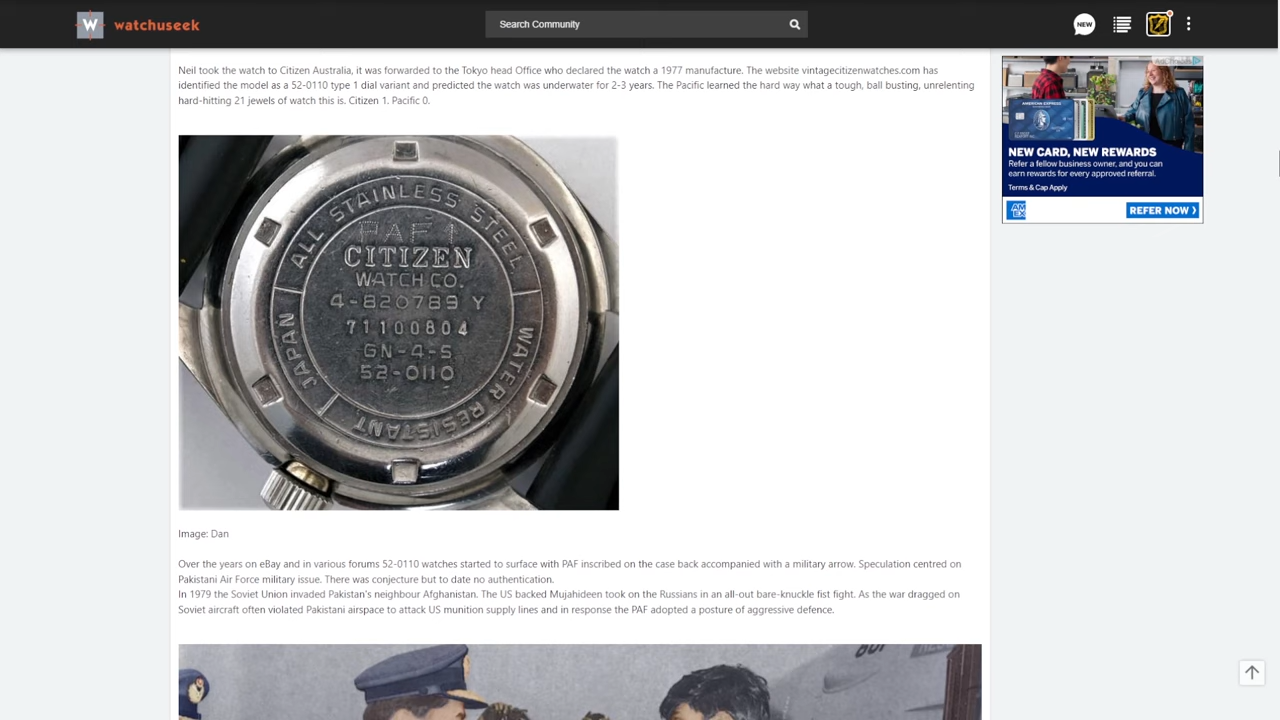 W watchuseek
Search Community
NEW
Neil took the watch to Citizen Australia, it was forwarded to the Tokyo head Office who declared the watch a 1977 manufacture. The website vintagecitizenwatches.com has
identified the model as a 52-0110 type 1 dial variant and predicted the watch was underwater for 2-3 years. The Pacific learned the hard way what a tough, ball busting, unrelenting
hard-hitting 21 jewels of watch this is. Citizen 1. Pacific 0.
AdChoices
NEW CARD, NEW REWARDS
Refer a fellow business owner, and you can
earn rewards for every approved referral.
Terms & Cap Apply
AM
EX
REFER NOW
ALL STAINLESS STEEL
PAF 1
CITIZEN
WATCH CO.
4-820789 Y
71100804
GN-4-S
52-0110
JAPAN
WATER RESISTANT
Image: Dan
Over the years on eBay and in various forums 52-0110 watches started to surface with PAF inscribed on the case back accompanied with a military arrow. Speculation centred on
Pakistani Air Force military issue. There was conjecture but to date no authentication.
In 1979 the Soviet Union invaded Pakistan's neighbour Afghanistan. The US backed Mujahideen took on the Russians in an all-out bare-knuckle fist fight. As the war dragged on
Soviet aircraft often violated Pakistani airspace to attack US munition supply lines and in response the PAF adopted a posture of aggressive defence.